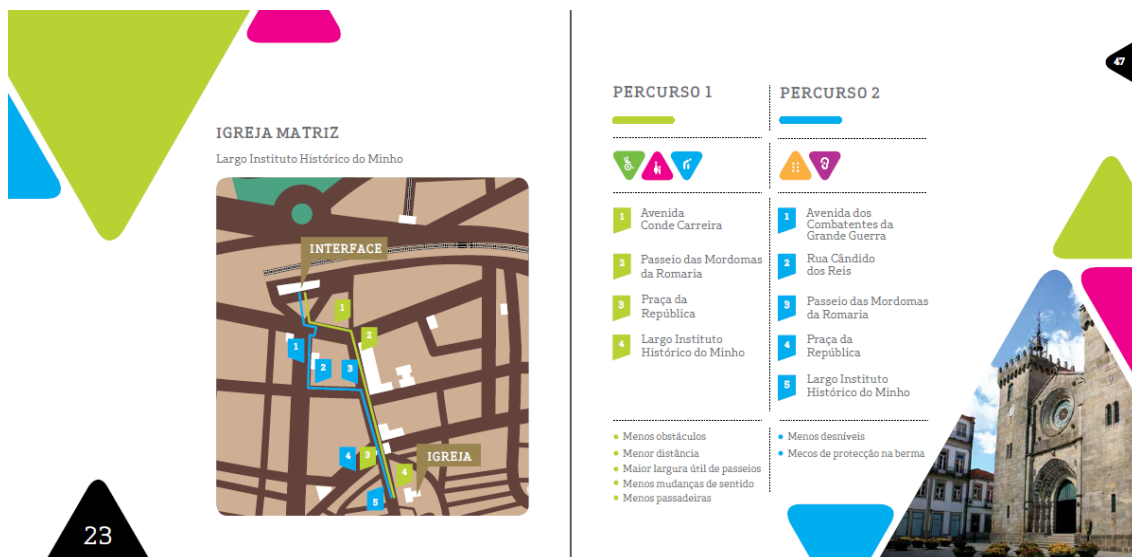 IGREJA MATRIZ
Largo Instituto Histórico do Minho
INTERFACE
1
2
1
2
3
4
3
4
IGREJA
5
23
47
PERCURSO 1
1 Avenida
Conde Carreira
2 Passeio das Mordomas
da Romaria
3 Praça da
República
4 Largo Instituto
Histórico do Minho
• Menos obstáculos
• Menor distância
• Maior largura útil de passeios
• Menos mudanças de sentido
• Menos passadeiras
PERCURSO 2
1 Avenida dos
Combatentes da
Grande Guerra
2 Rua Cândido
dos Reis
3 Passeio das Mordomas
da Romaria
4 Praça da
República
5 Largo Instituto
Histórico do Minho
• Menos desníveis
• Mecos de protecção na berma